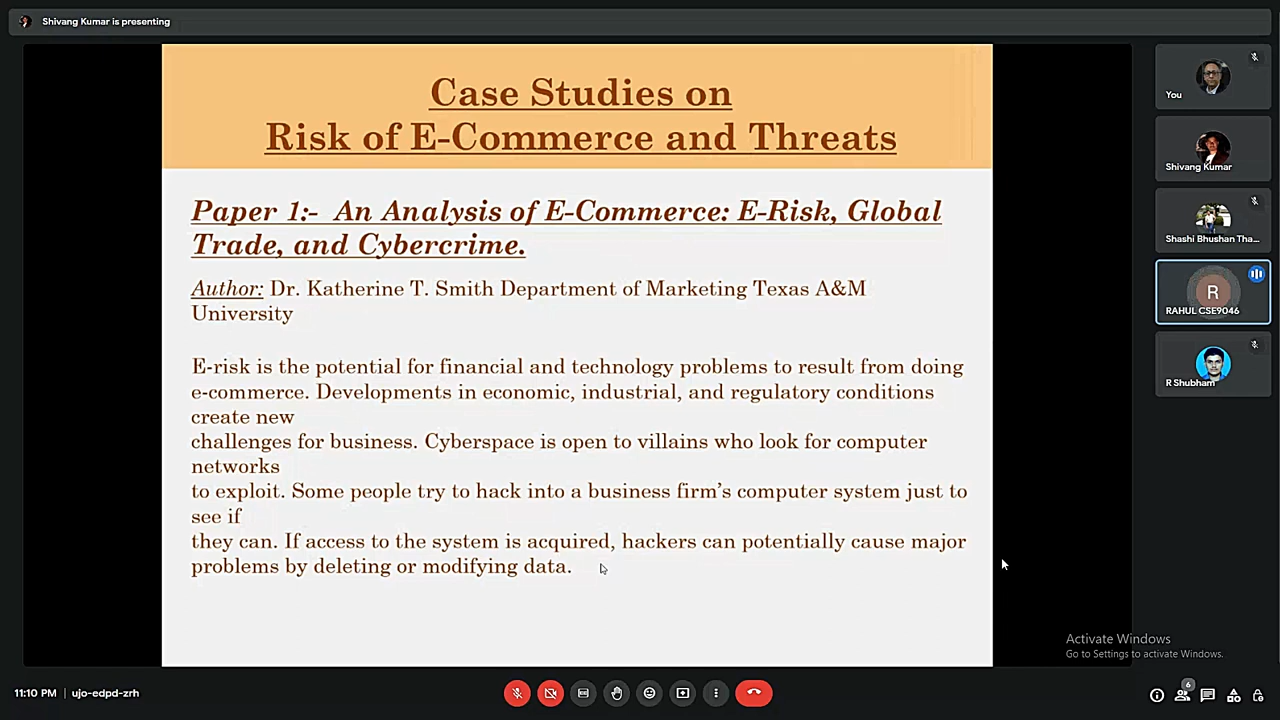 Shivang Kumar is presenting
Case Studies on
Risk of E-Commerce and Threats
Paper 1:- An Analysis of E-Commerce: E-Risk, Global
Trade, and Cybercrime.
Author: Dr. Katherine T. Smith Department of Marketing Texas A&M
University
E-risk is the potential for financial and technology problems to result from doing
e-commerce. Developments in economic, industrial, and regulatory conditions
create new
challenges for business. Cyberspace is open to villains who look for computer
networks
to exploit. Some people try to hack into a business firm's computer system just to
see if
they can. If access to the system is acquired, hackers can potentially cause major
problems by deleting or modifying data.
You
Shivang Kumar
Shashi Bhushan Tha...
R
RAHUL CSE9046
R Shubham
Activate Windows
Go to Settings to activate Windows.
11:10 PM | ujo-edpd-zrh
6